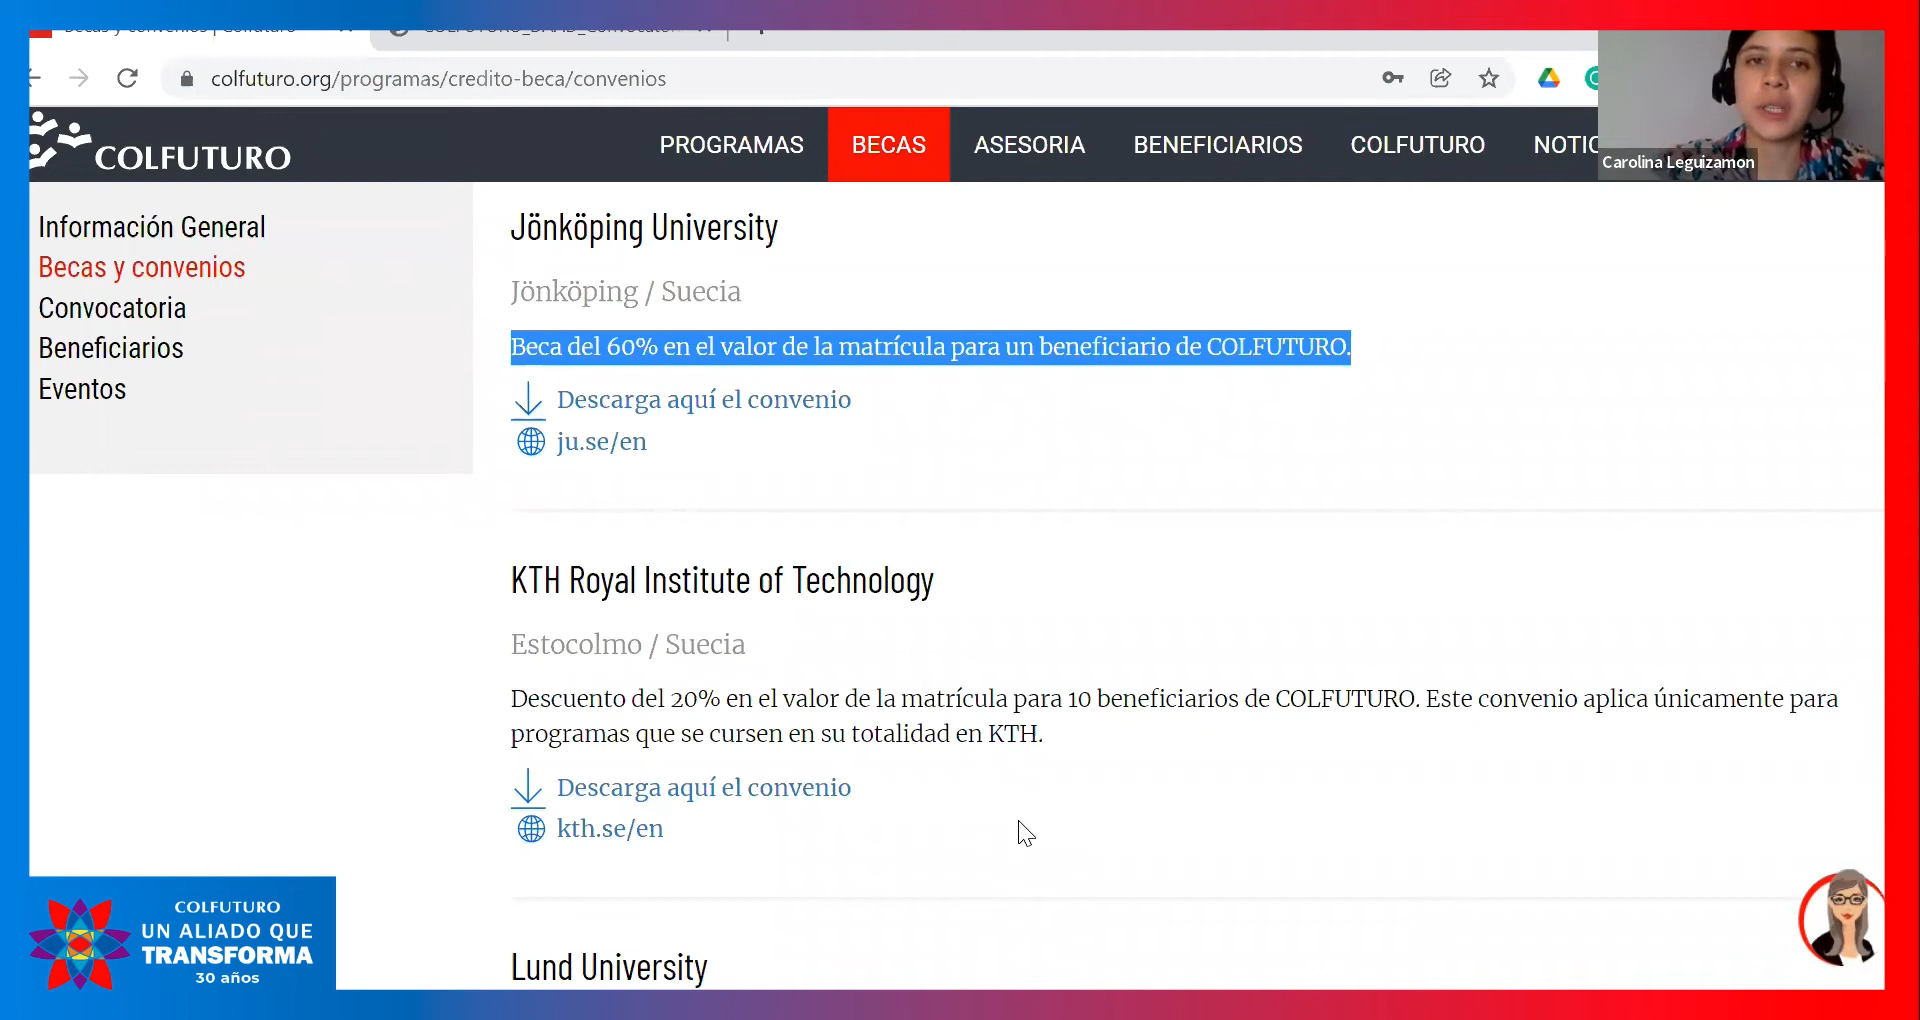 Becas y convenios | Colfuturo
colfuturo.org/programas/credito-beca/convenios
COLFUTURO
PROGRAMAS
BECAS
ASESORIA
BENEFICIARIOS
COLFUTURO
NOTIC
Carolina Leguizamon
Información General
Becas y convenios
Convocatoria
Beneficiarios
Eventos
Jönköping University
Jönköping / Suecia
Beca del 60% en el valor de la matrícula para un beneficiario de COLFUTURO.
Descarga aquí el convenio
ju.se/en
KTH Royal Institute of Technology
Estocolmo / Suecia
Descuento del 20% en el valor de la matrícula para 10 beneficiarios de COLFUTURO. Este convenio aplica únicamente para
programas que se cursen en su totalidad en KTH.
Descarga aquí el convenio
kth.se/en
Lund University
COLFUTURO
UN ALIADO QUE
TRANSFORMA
30 años